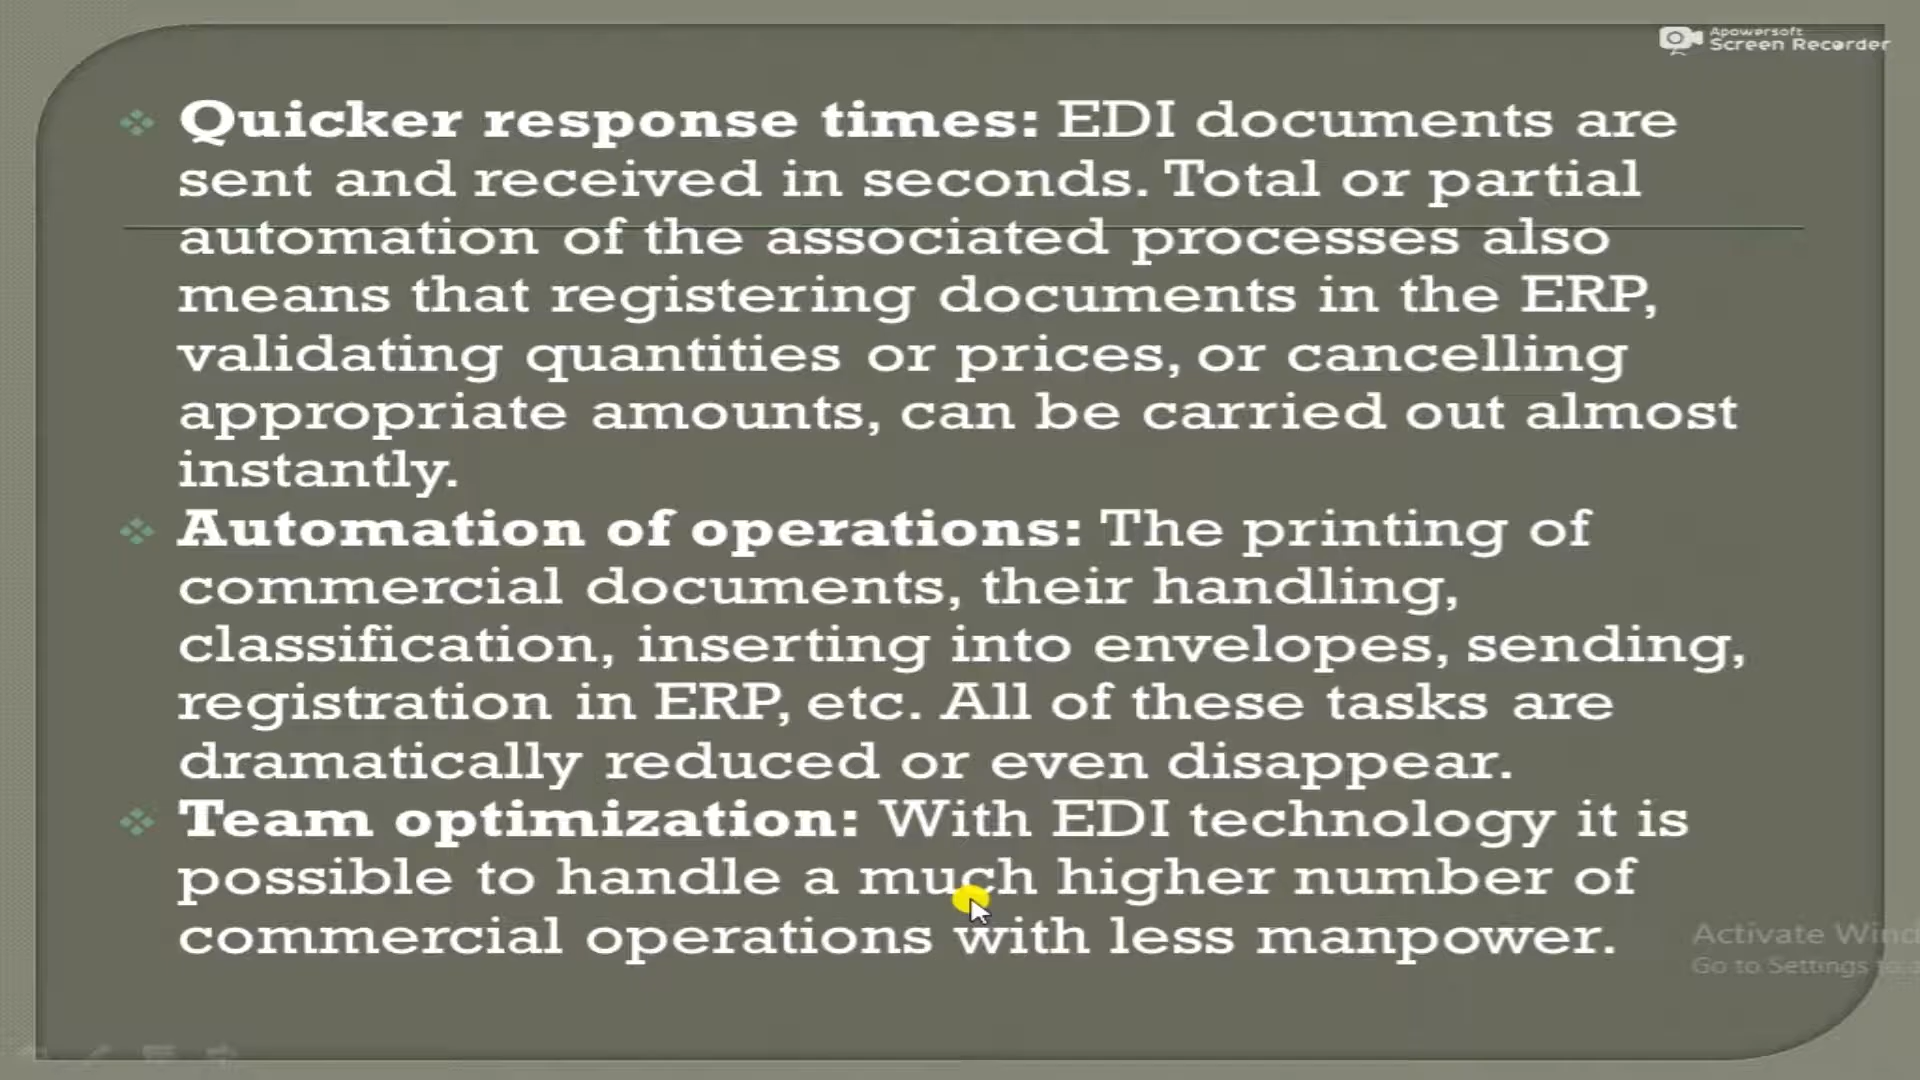 Apowersoft
Screen Recorder
Quicker response times: EDI documents are
sent and received in seconds. Total or partial
automation of the associated processes also
means that registering documents in the ERP,
validating quantities or prices, or cancelling
appropriate amounts, can be carried out almost
instantly.
Automation of operations: The printing of
commercial documents, their handling,
classification, inserting into envelopes, sending,
registration in ERP, etc. All of these tasks are
dramatically reduced or even disappear.
Team optimization: With EDI technology it is
possible to handle a much higher number of
commercial operations with less manpower.
Activate Wind
Go to Settings to a